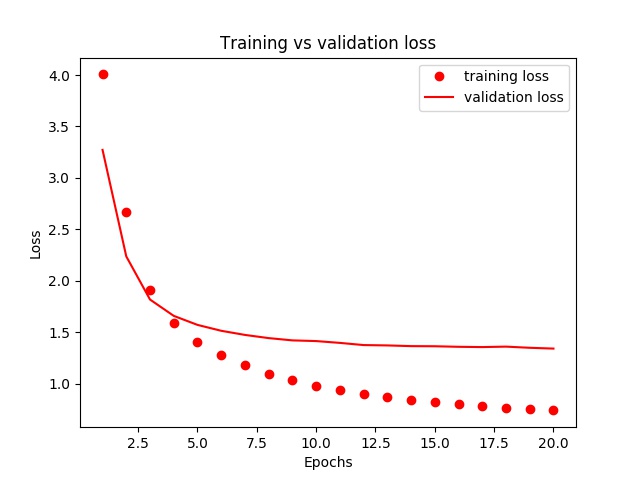 Training vs validation loss
training loss
validation loss
4.0
3.5
3.0
2.5
2.0
1.5
1.0
Loss
2.5 5.0 7.5 10.0 12.5 15.0 17.5 20.0
Epochs